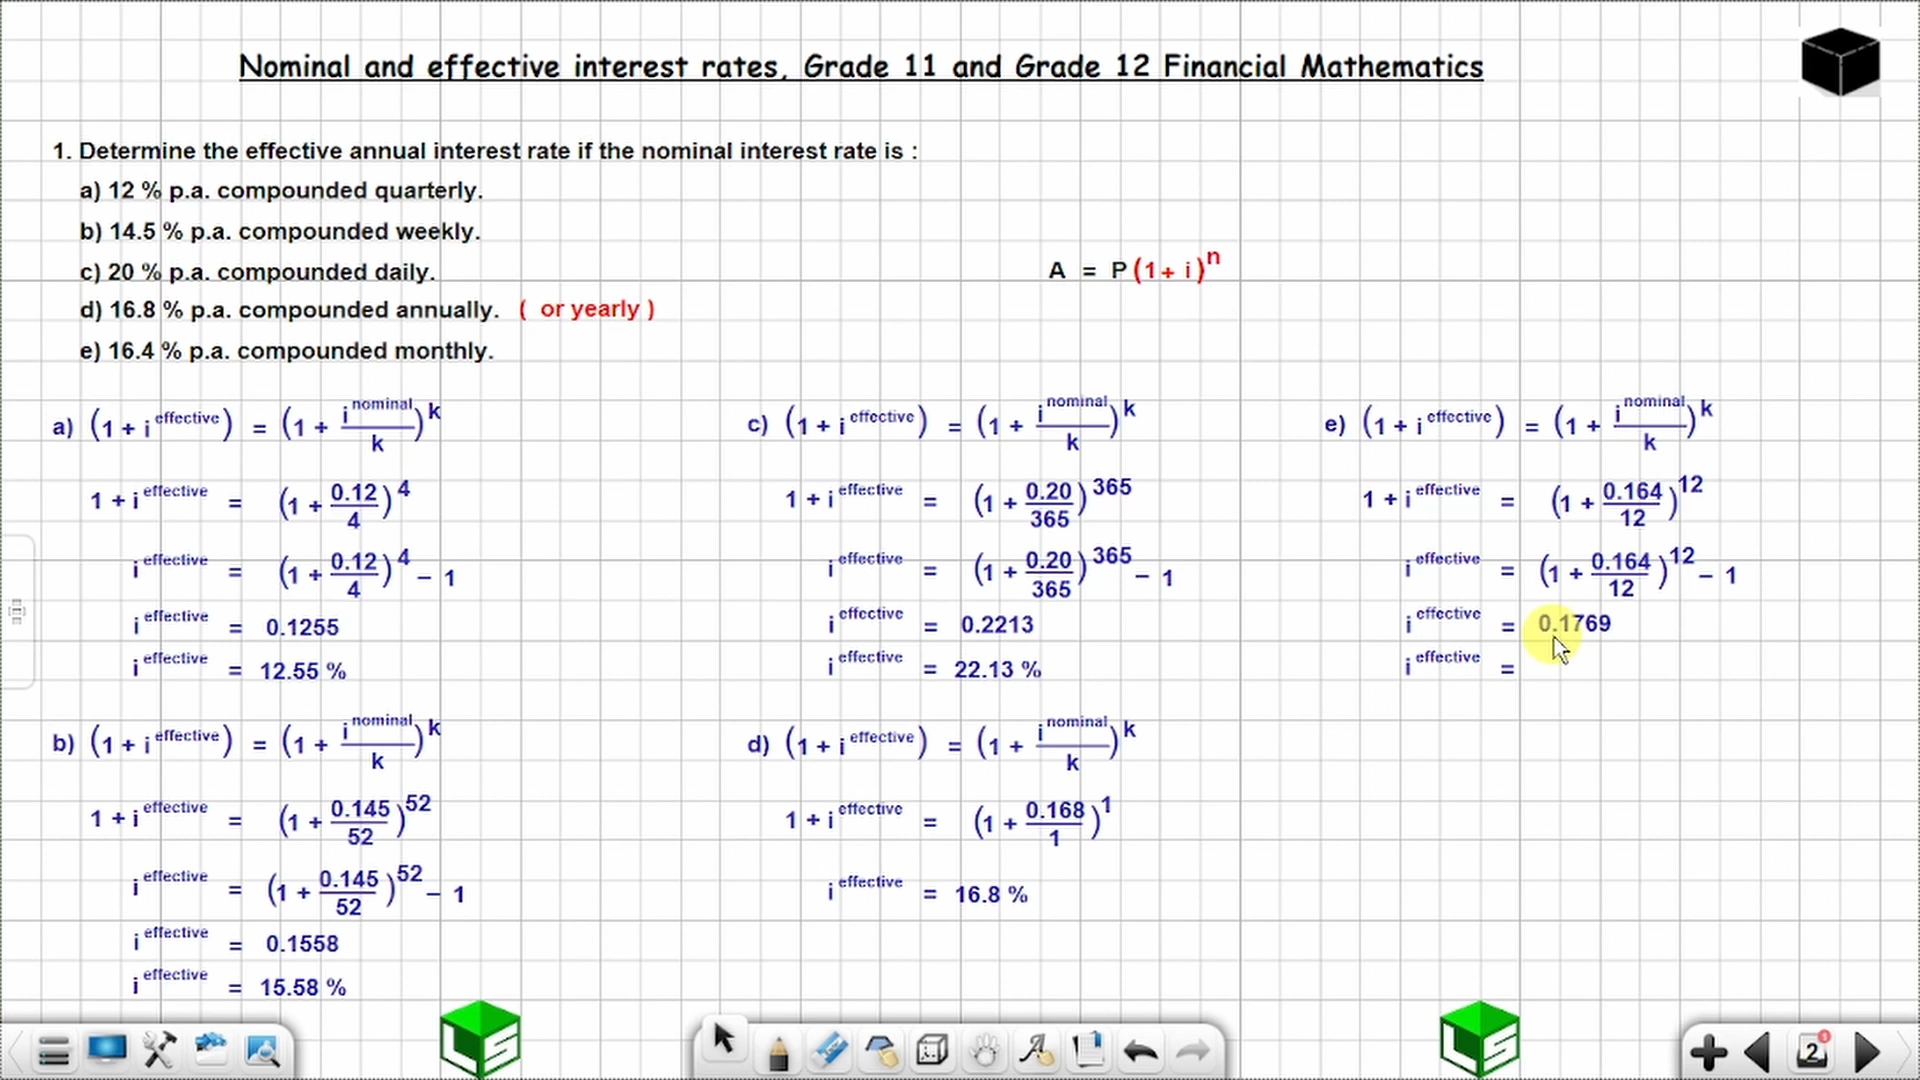 Nominal and effective interest rates, Grade 11 and Grade 12 Financial Mathematics
1. Determine the effective annual interest rate if the nominal interest rate is :
a) 12 % p.a. compounded quarterly.
b) 14.5 % p.a. compounded weekly.
c) 20 % p.a. compounded daily.
A = P(1+ i)^n
d) 16.8 % p.a. compounded annually. ( or yearly )
e) 16.4 % p.a. compounded monthly.
a) (1 + i^effective) = (1 + i^nominal/k)^k
1 + i^effective = (1 + 0.12/4)^4
i^effective = (1 + 0.12/4)^4 – 1
i^effective = 0.1255
i^effective = 12.55 %
b) (1 + i^effective) = (1 + i^nominal/k)^k
1 + i^effective = (1 + 0.145/52)^52
i^effective = (1 + 0.145/52)^52 – 1
i^effective = 0.1558
i^effective = 15.58 %
c) (1 + i^effective) = (1 + i^nominal/k)^k
1 + i^effective = (1 + 0.20/365)^365
i^effective = (1 + 0.20/365)^365 – 1
i^effective = 0.2213
i^effective = 22.13 %
d) (1 + i^effective) = (1 + i^nominal/k)^k
1 + i^effective = (1 + 0.168/1)^1
i^effective = 16.8 %
e) (1 + i^effective) = (1 + i^nominal/k)^k
1 + i^effective = (1 + 0.164/12)^12
i^effective = (1 + 0.164/12)^12 – 1
i^effective = 0.1769
i^effective =
LS
LS
2
1